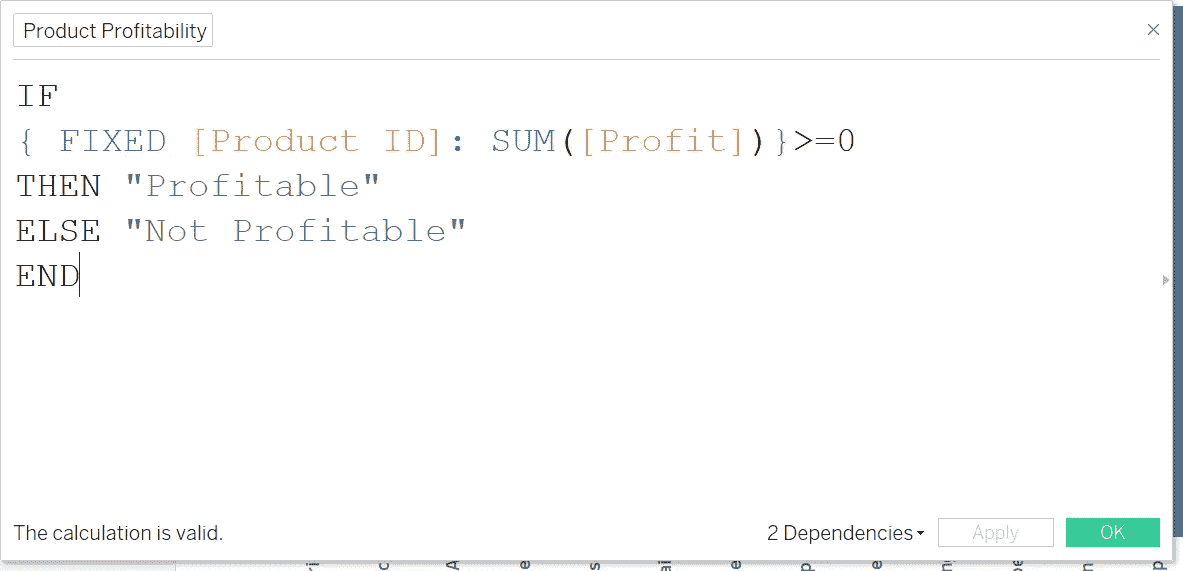 Product Profitability
IF
{ FIXED [Product ID]: SUM([Profit])}>=0
THEN "Profitable"
ELSE "Not Profitable"
END
The calculation is valid.
2 Dependencies
Apply
OK